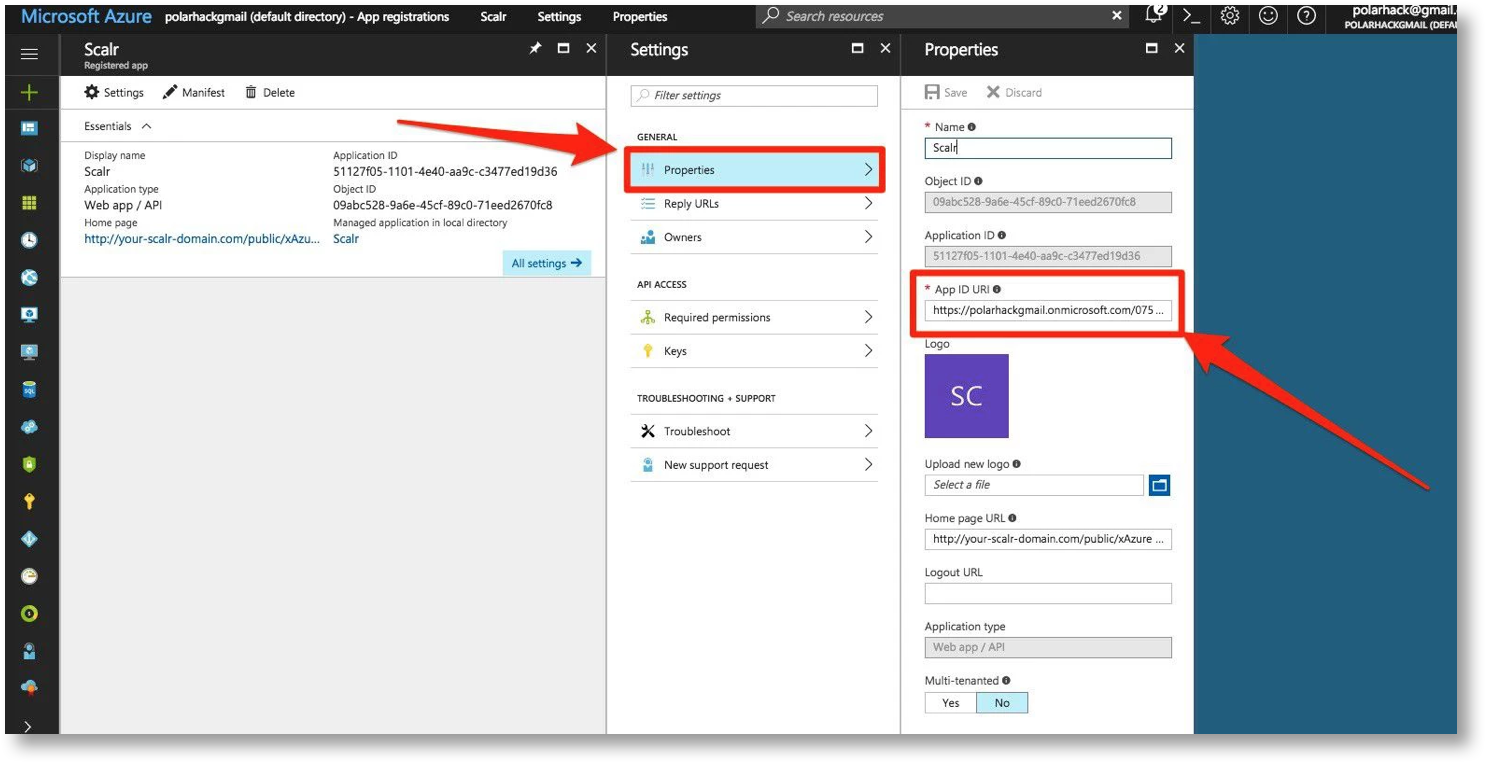 Microsoft Azure polarhackgmail (default directory) - App registrations Scalr Settings Properties Search resources 2 polarhack@gmail.
POLARHACKGMAIL (DEFAU
Scalr
Registered app
Settings Manifest Delete
Essentials
Display name Application ID
Scalr 51127f05-1101-4e40-aa9c-c3477ed19d36
Application type Object ID
Web app / API 09abc528-9a6e-45cf-89c0-71eed2670fc8
Home page Managed application in local directory
http://your-scalr-domain.com/public/xAzu... Scalr
All settings
Settings
Filter settings
GENERAL
Properties
Reply URLs
Owners
API ACCESS
Required permissions
Keys
TROUBLESHOOTING + SUPPORT
Troubleshoot
New support request
Properties
Save Discard
* Name
Scalr
Object ID
09abc528-9a6e-45cf-89c0-71eed2670fc8
Application ID
51127f05-1101-4e40-aa9c-c3477ed19d36
* App ID URI
https://polarhackgmail.onmicrosoft.com/075...
Logo
SC
Upload new logo
Select a file
Home page URL
http://your-scalr-domain.com/public/xAzure ...
Logout URL
Application type
Web app / API
Multi-tenanted
Yes No
SQL